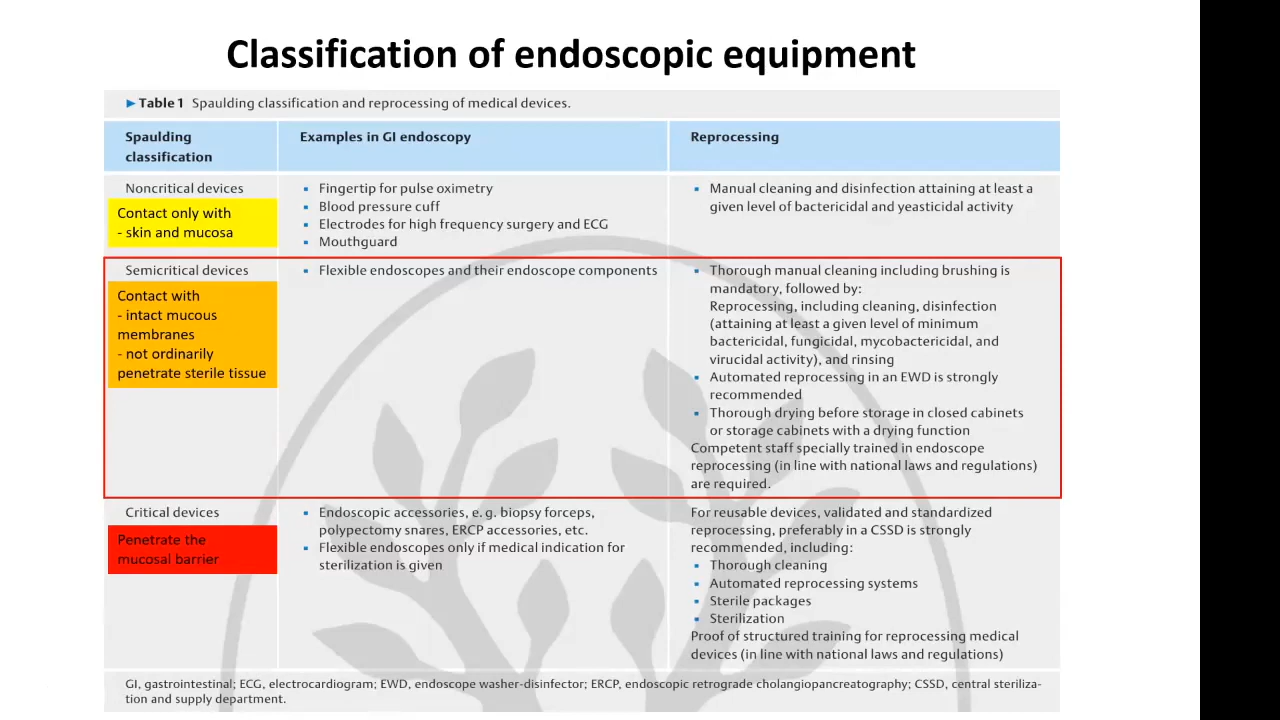 Classification of endoscopic equipment
▶ Table 1 Spaulding classification and reprocessing of medical devices.
Spaulding
classification
Examples in GI endoscopy
Reprocessing
Noncritical devices
Contact only with
- skin and mucosa
▪ Fingertip for pulse oximetry
▪ Blood pressure cuff
▪ Electrodes for high frequency surgery and ECG
▪ Mouthguard
▪ Manual cleaning and disinfection attaining at least a
given level of bactericidal and yeasticidal activity
Semicritical devices
Contact with
- intact mucous
membranes
- not ordinarily
penetrate sterile tissue
▪ Flexible endoscopes and their endoscope components
▪ Thorough manual cleaning including brushing is
mandatory, followed by:
Reprocessing, including cleaning, disinfection
(attaining at least a given level of minimum
bactericidal, fungicidal, mycobactericidal, and
virucidal activity), and rinsing
▪ Automated reprocessing in an EWD is strongly
recommended
▪ Thorough drying before storage in closed cabinets
or storage cabinets with a drying function
Competent staff specially trained in endoscope
reprocessing (in line with national laws and regulations)
are required.
Critical devices
Penetrate the
mucosal barrier
▪ Endoscopic accessories, e. g. biopsy forceps,
polypectomy snares, ERCP accessories, etc.
▪ Flexible endoscopes only if medical indication for
sterilization is given
For reusable devices, validated and standardized
reprocessing, preferably in a CSSD is strongly
recommended, including:
▪ Thorough cleaning
▪ Automated reprocessing systems
▪ Sterile packages
▪ Sterilization
Proof of structured training for reprocessing medical
devices (in line with national laws and regulations)
GI, gastrointestinal; ECG, electrocardiogram; EWD, endoscope washer-disinfector; ERCP, endoscopic retrograde cholangiopancreatography; CSSD, central steriliza-
tion and supply department.